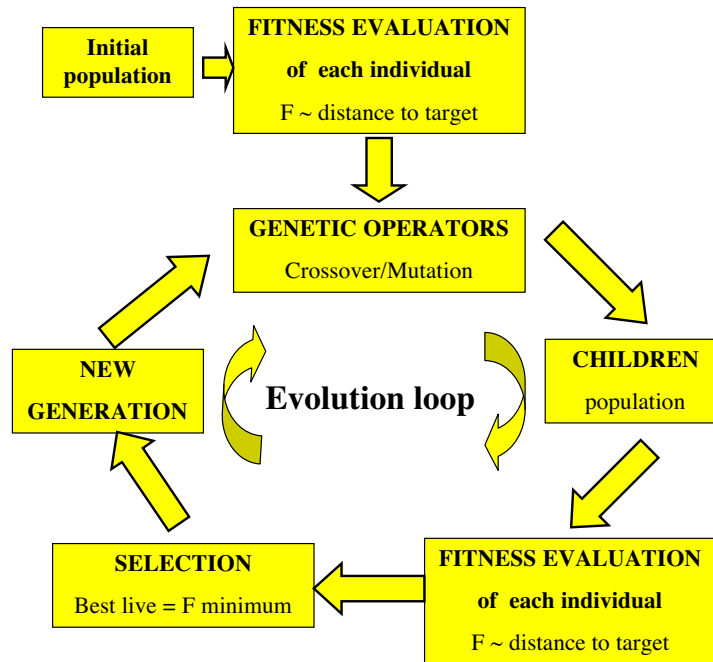 Initial
population
FITNESS EVALUATION
of each individual
F ~ distance to target
GENETIC OPERATORS
Crossover/Mutation
NEW
GENERATION
Evolution loop
CHILDREN
population
SELECTION
Best live = F minimum
FITNESS EVALUATION
of each individual
F ~ distance to target